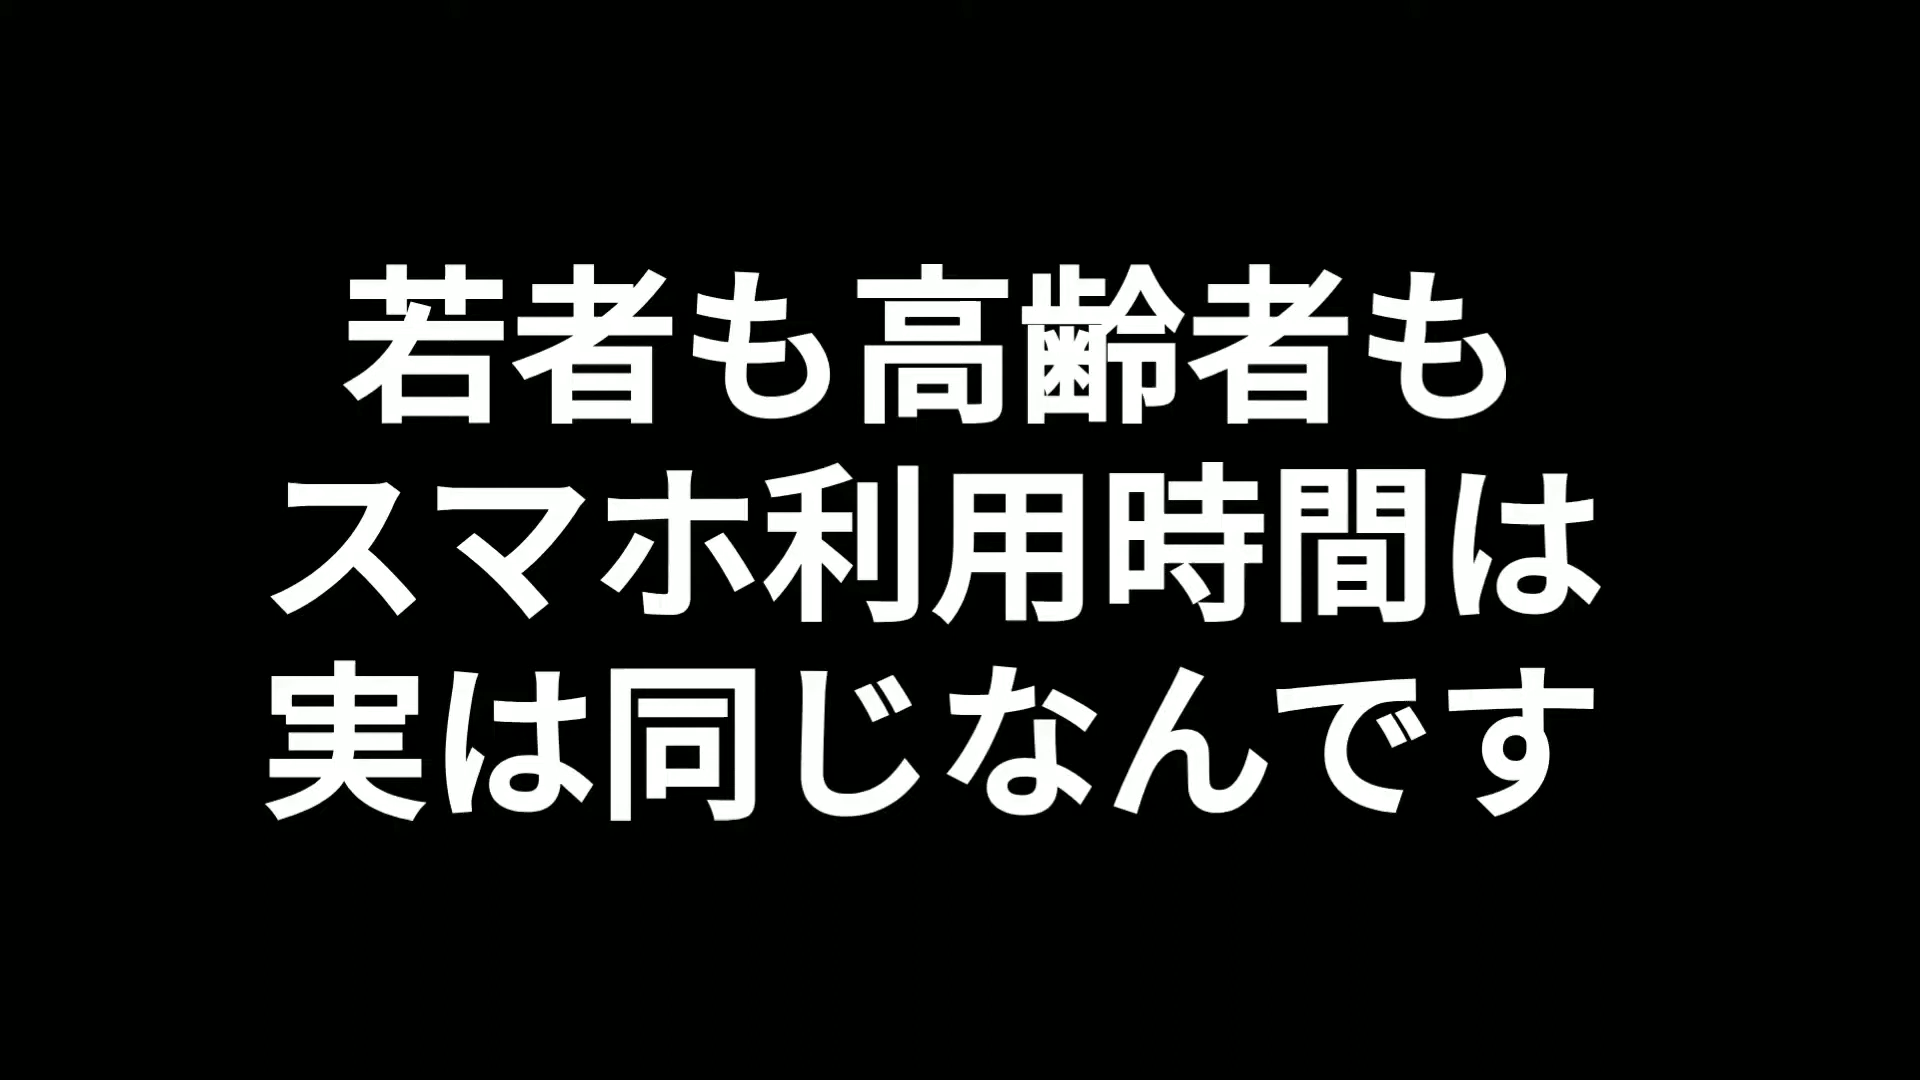 若者も高齢者も
スマホ利用時間は
実は同じなんです